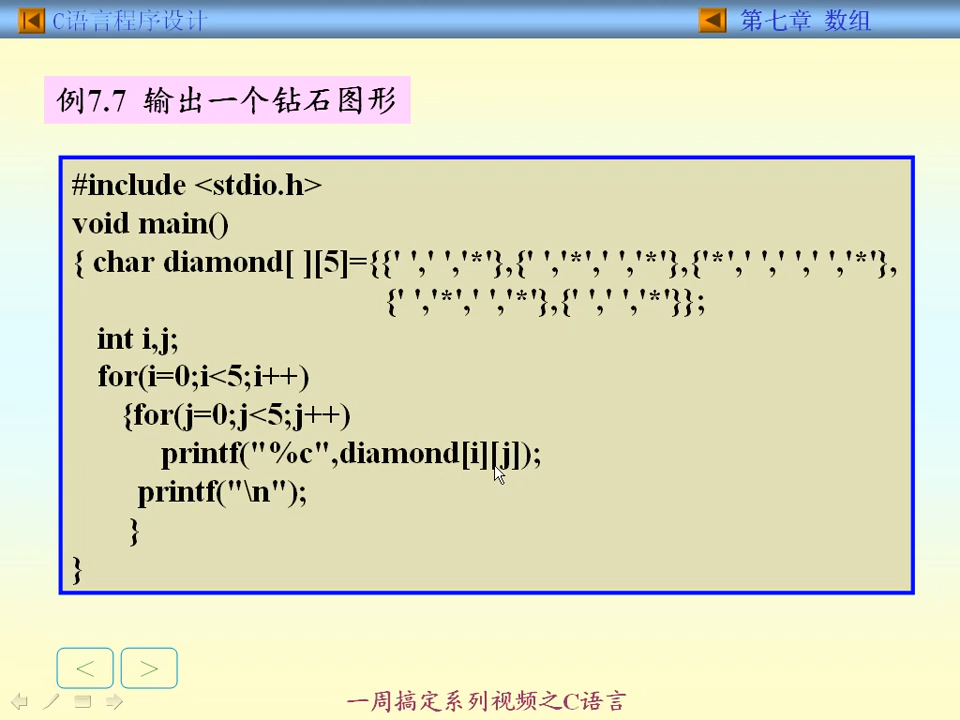 C语言程序设计
第七章 数组
例7.7 输出一个钻石图形
#include <stdio.h>
void main()
{ char diamond[ ][5]={{' ',' ','*'},{' ','*',' ','*'},{'*',' ',' ',' ','*'},
{' ','*',' ','*'},{' ',' ','*'}};
int i,j;
for(i=0;i<5;i++)
{for(j=0;j<5;j++)
printf("%c",diamond[i][j]);
printf("\n");
}
}
< >
一周搞定系列视频之C语言